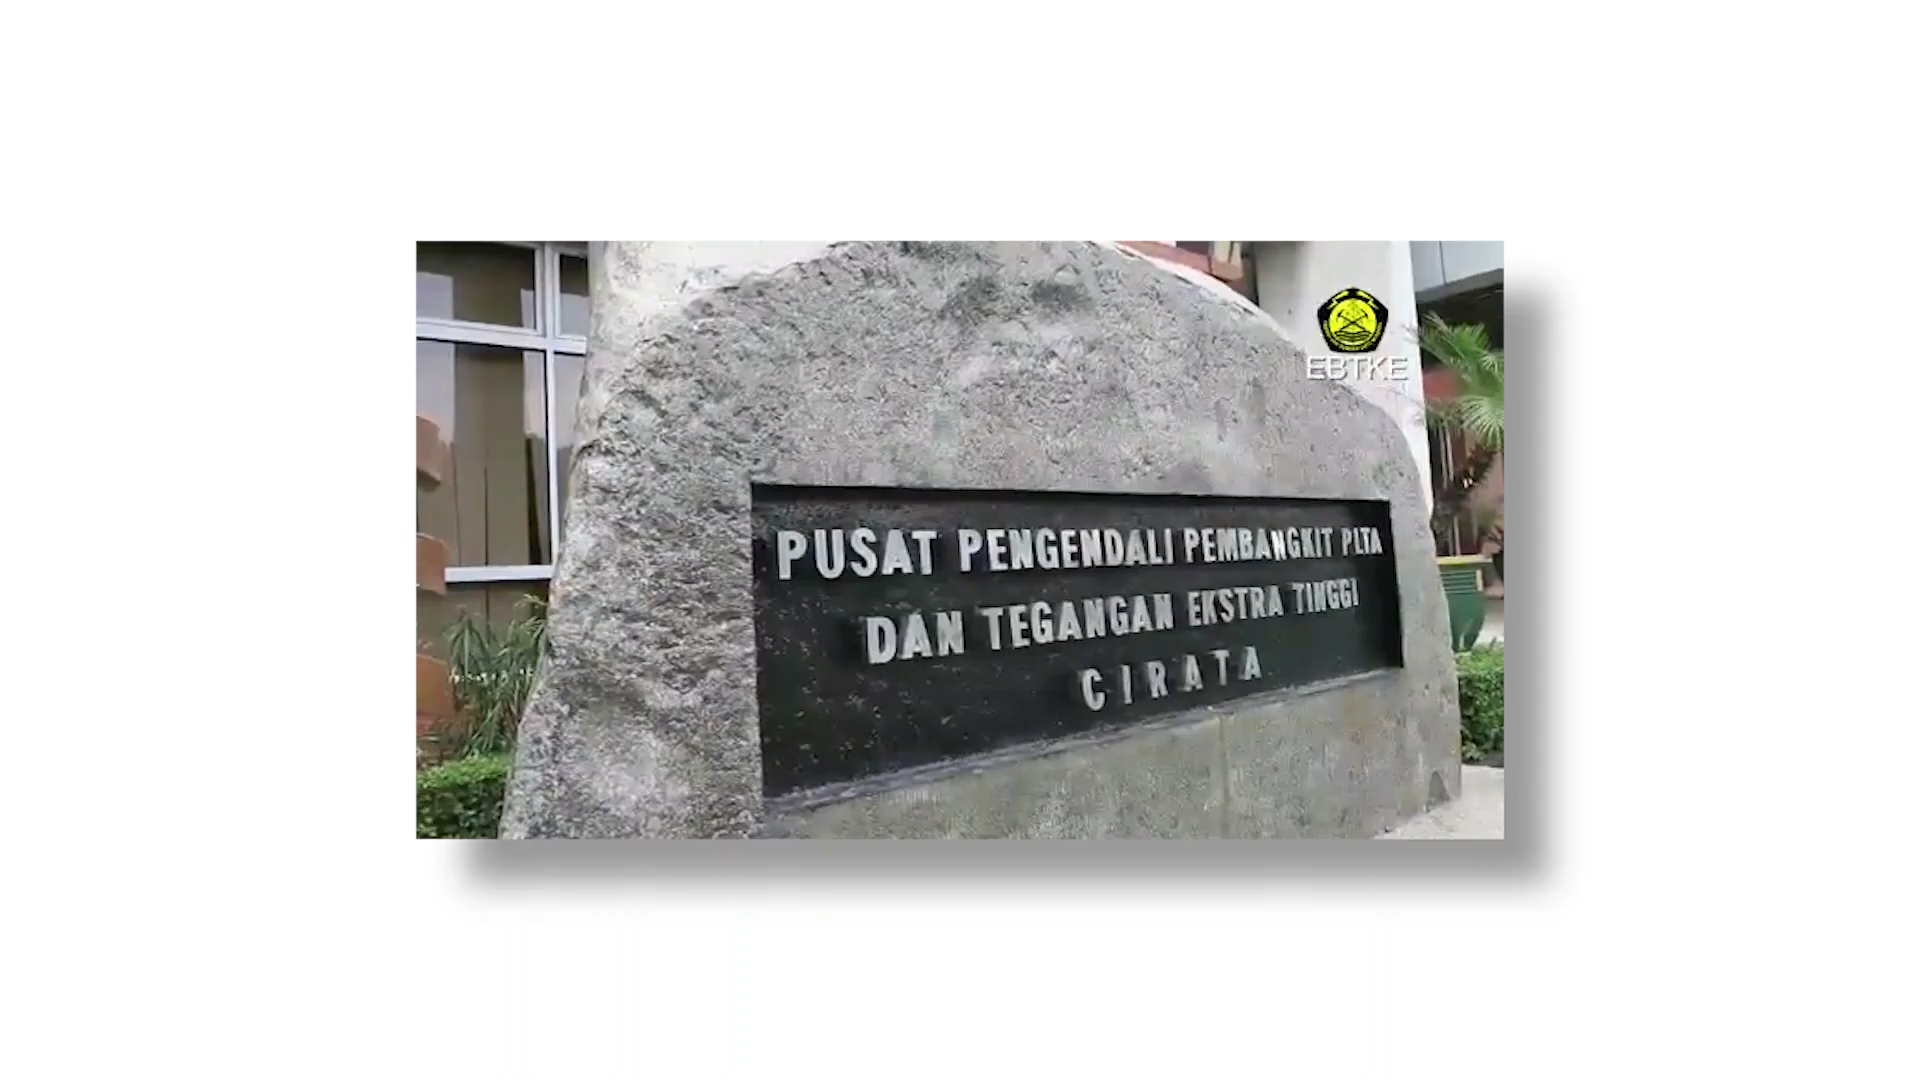 EBTKE
PUSAT PENGENDALI PEMBANGKIT PLTA
DAN TEGANGAN EKSTRA TINGGI
CIRATA